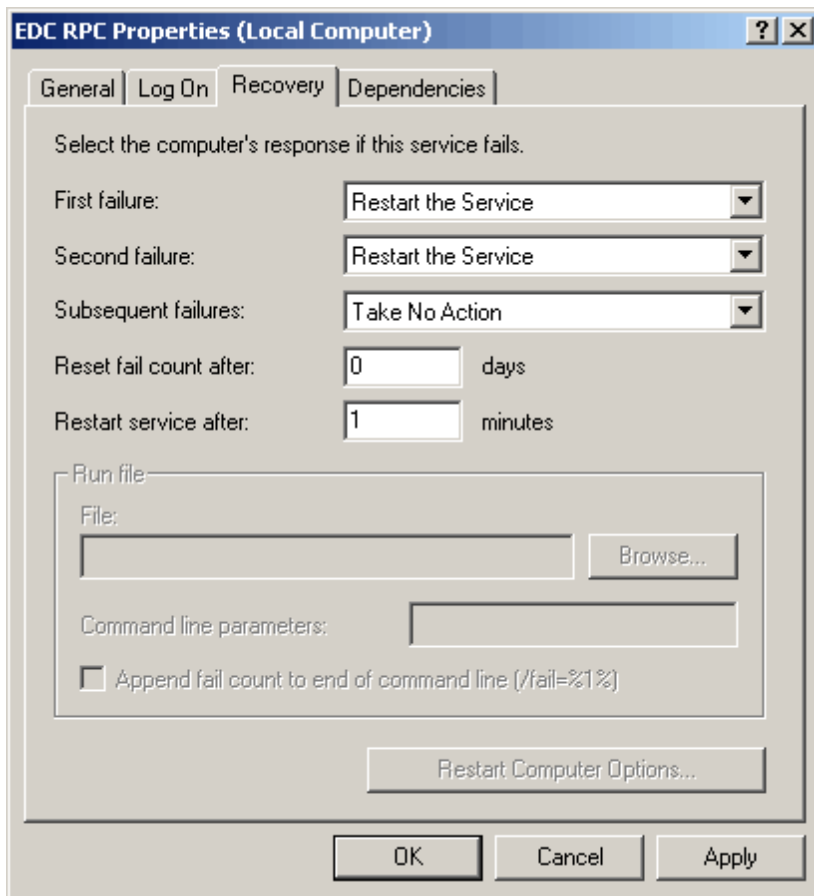 EDC RPC Properties (Local Computer)
General Log On Recovery Dependencies
Select the computer's response if this service fails.
First failure: Restart the Service
Second failure: Restart the Service
Subsequent failures: Take No Action
Reset fail count after: 0 days
Restart service after: 1 minutes
Run file
File:
Browse...
Command line parameters:
Append fail count to end of command line (/fail=%1%)
Restart Computer Options...
OK Cancel Apply